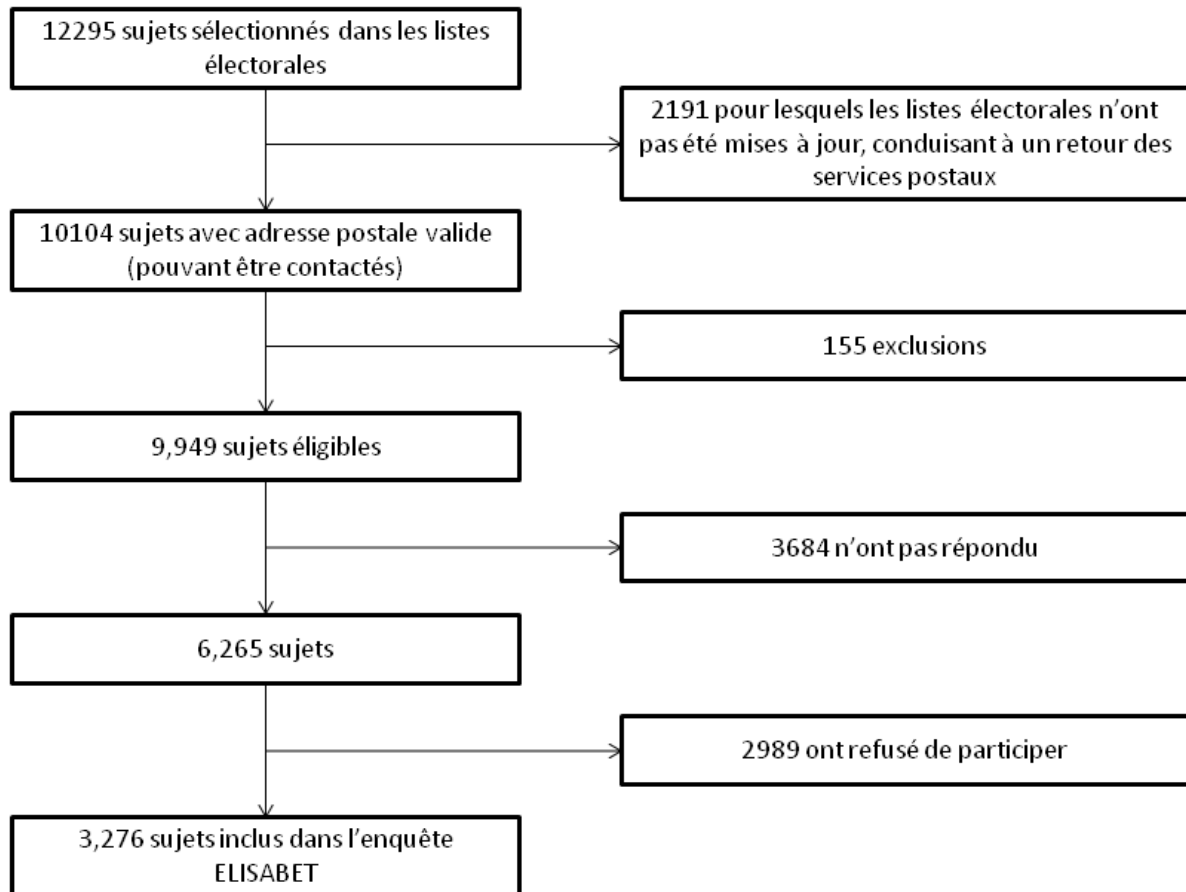 12295 sujets sélectionnés dans les listes
électorales
2191 pour lesquels les listes électorales n’ont
pas été mises à jour, conduisant à un retour des
services postaux
10104 sujets avec adresse postale valide
(pouvant être contactés)
155 exclusions
9,949 sujets éligibles
3684 n’ont pas répondu
6,265 sujets
2989 ont refusé de participer
3,276 sujets inclus dans l’enquête
ELISABET